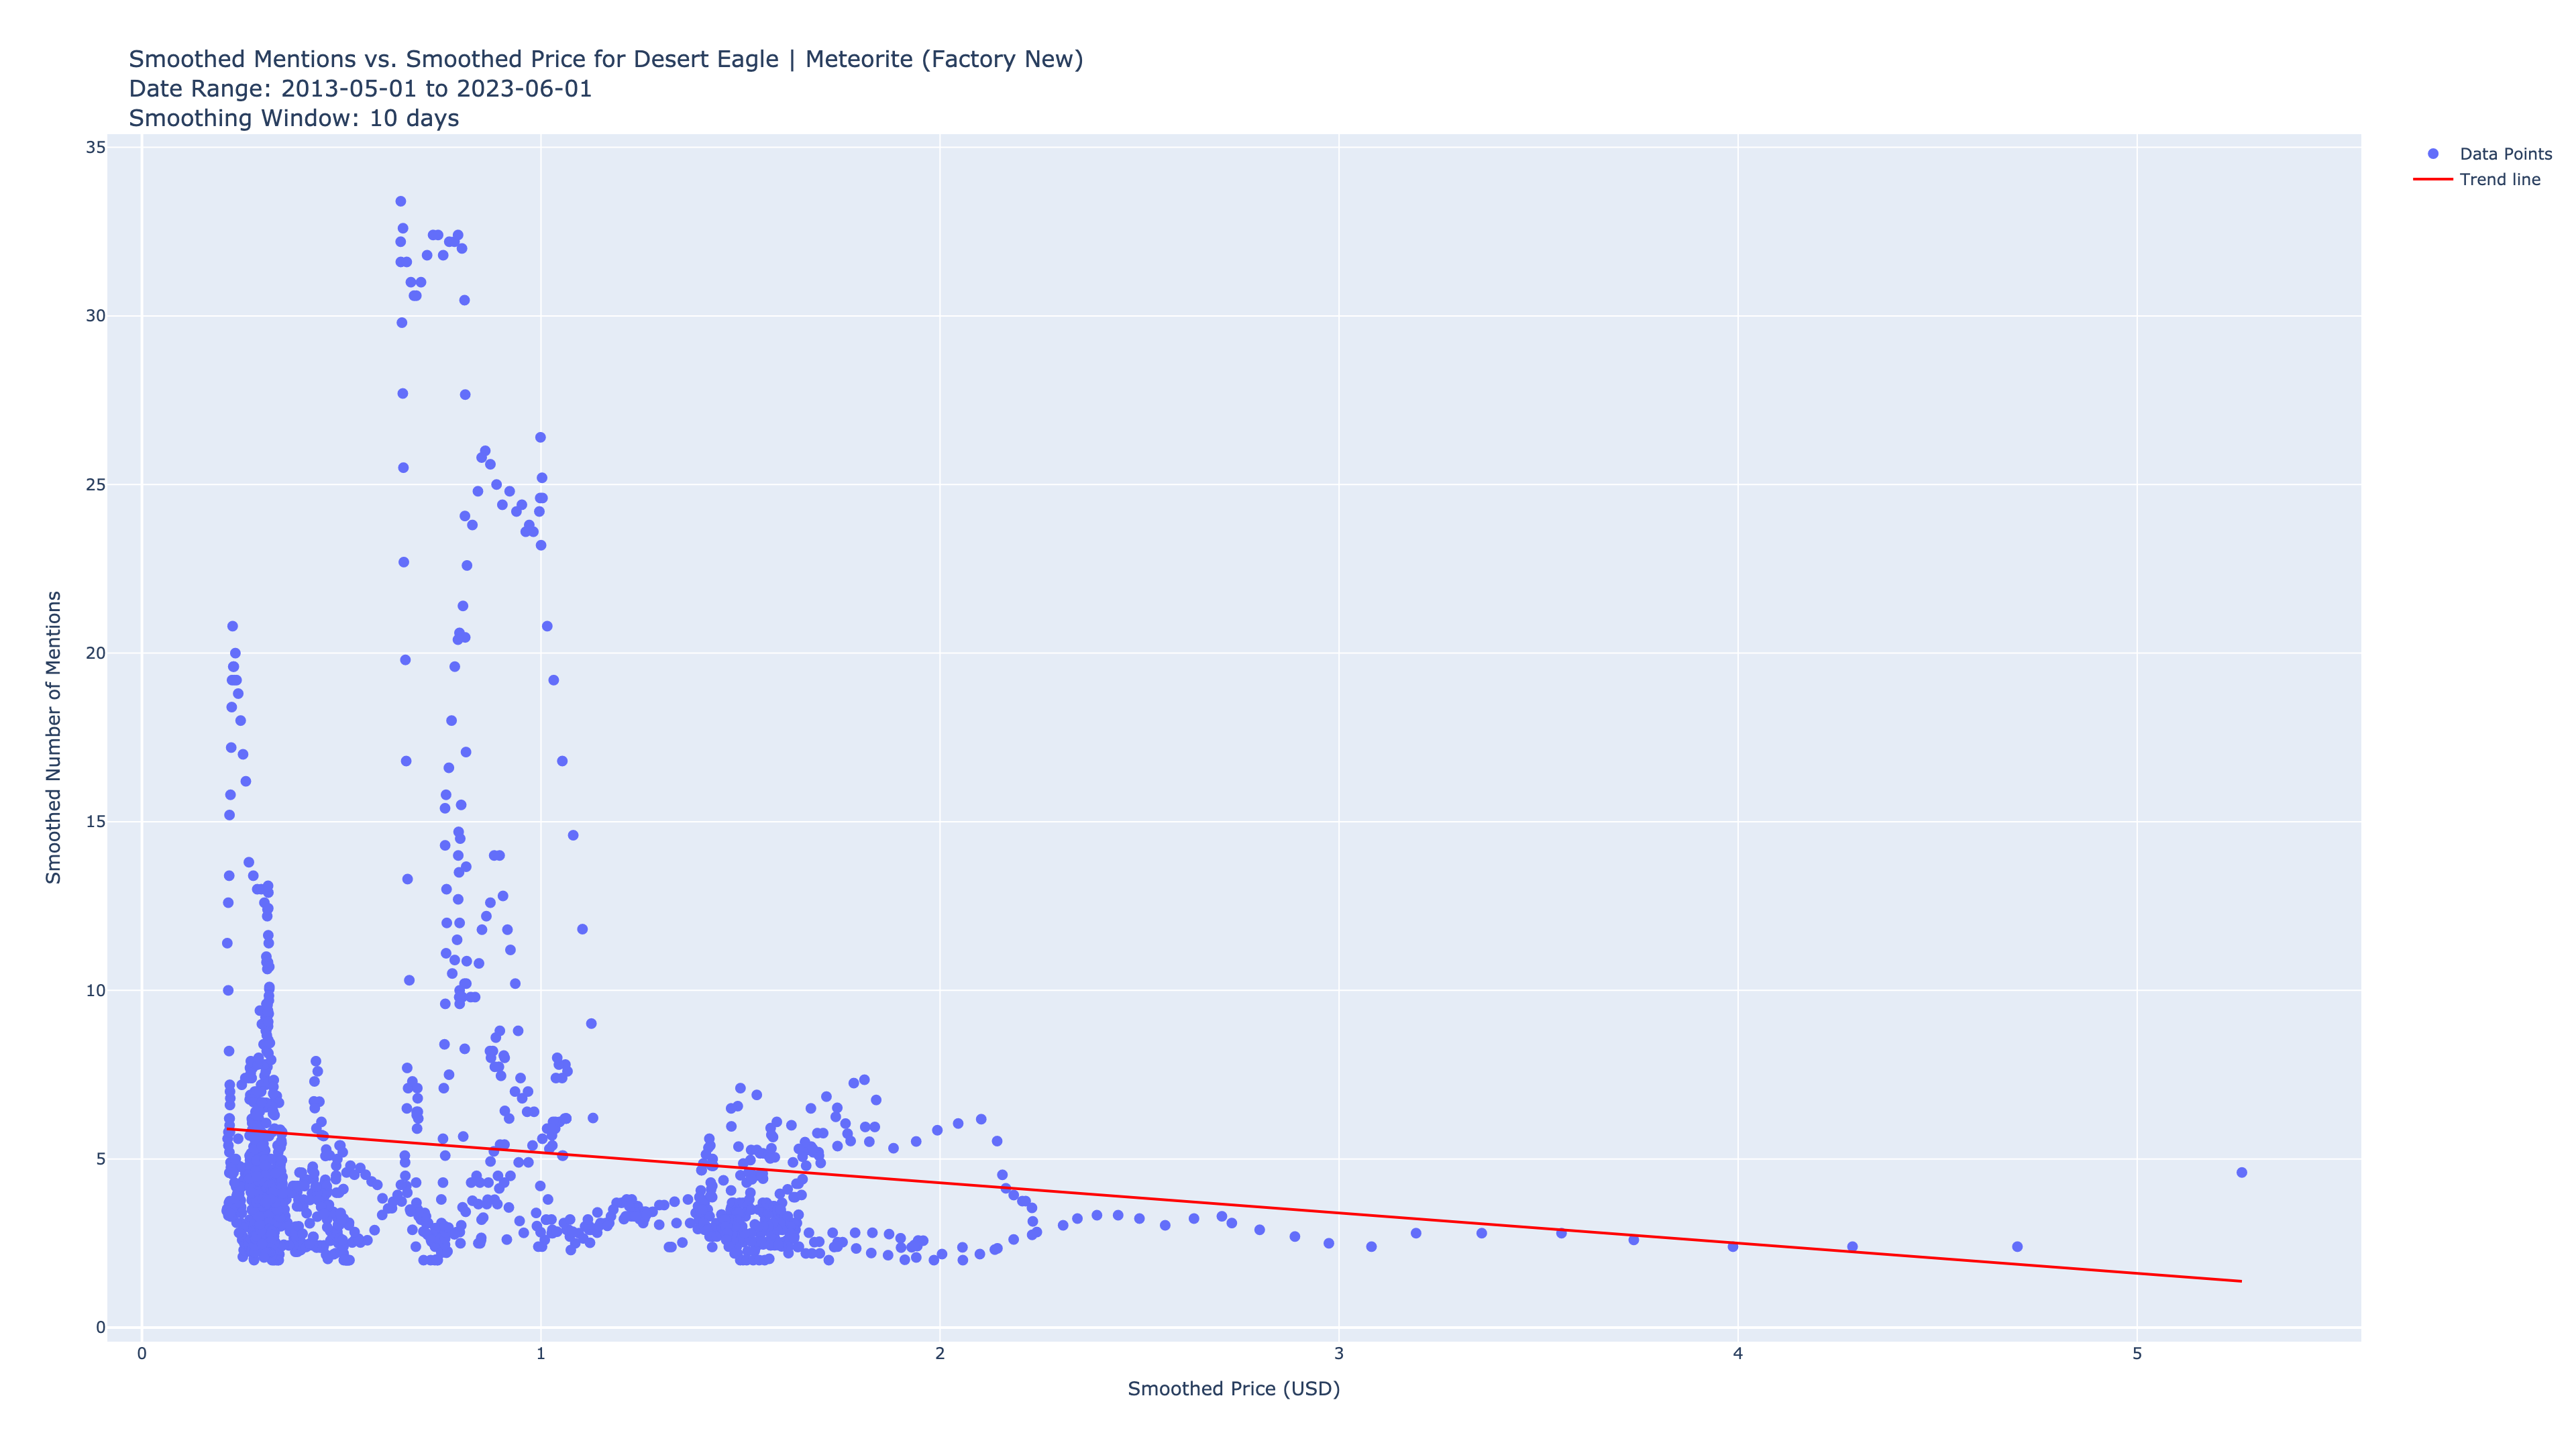 Smoothed Mentions vs. Smoothed Price for Desert Eagle | Meteorite (Factory New)
Date Range: 2013-05-01 to 2023-06-01
Smoothing Window: 10 days
Data Points
Trend line
35
30
25
20
15
10
5
0
Smoothed Number of Mentions
0 1 2 3 4 5
Smoothed Price (USD)